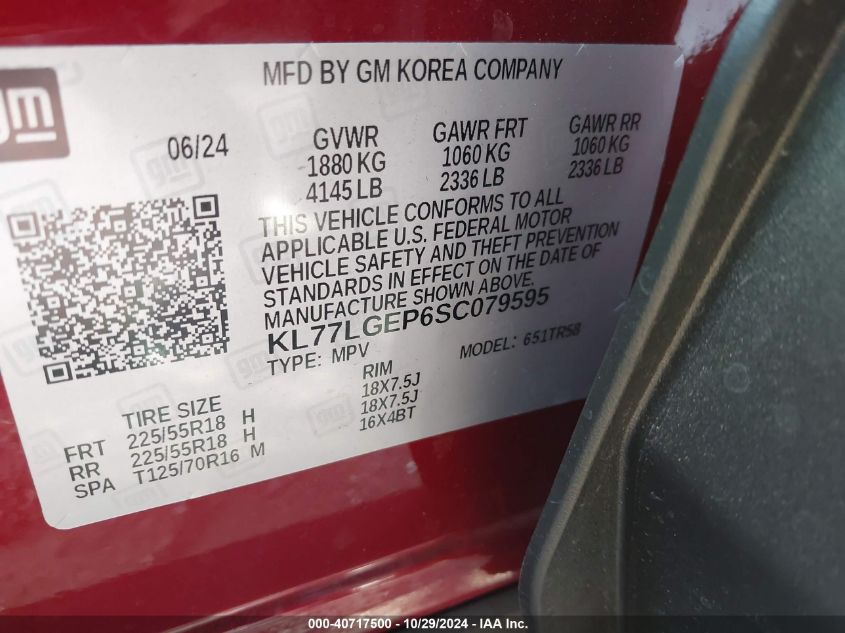 gm
MFD BY GM KOREA COMPANY
06/24
GVWR GAWR FRT GAWR RR
1880 KG 1060 KG 1060 KG
4145 LB 2336 LB 2336 LB
THIS VEHICLE CONFORMS TO ALL
APPLICABLE U.S. FEDERAL MOTOR
VEHICLE SAFETY AND THEFT PREVENTION
STANDARDS IN EFFECT ON THE DATE OF
MANUFACTURE SHOWN ABOVE.
KL77LGEP6SC079595
TYPE: MPV MODEL: 651TR58
TIRE SIZE RIM
FRT 225/55R18 H 18X7.5J
RR 225/55R18 H 18X7.5J
SPA T125/70R16 M 16X4BT
000-40717500 - 10/29/2024 - IAA Inc.